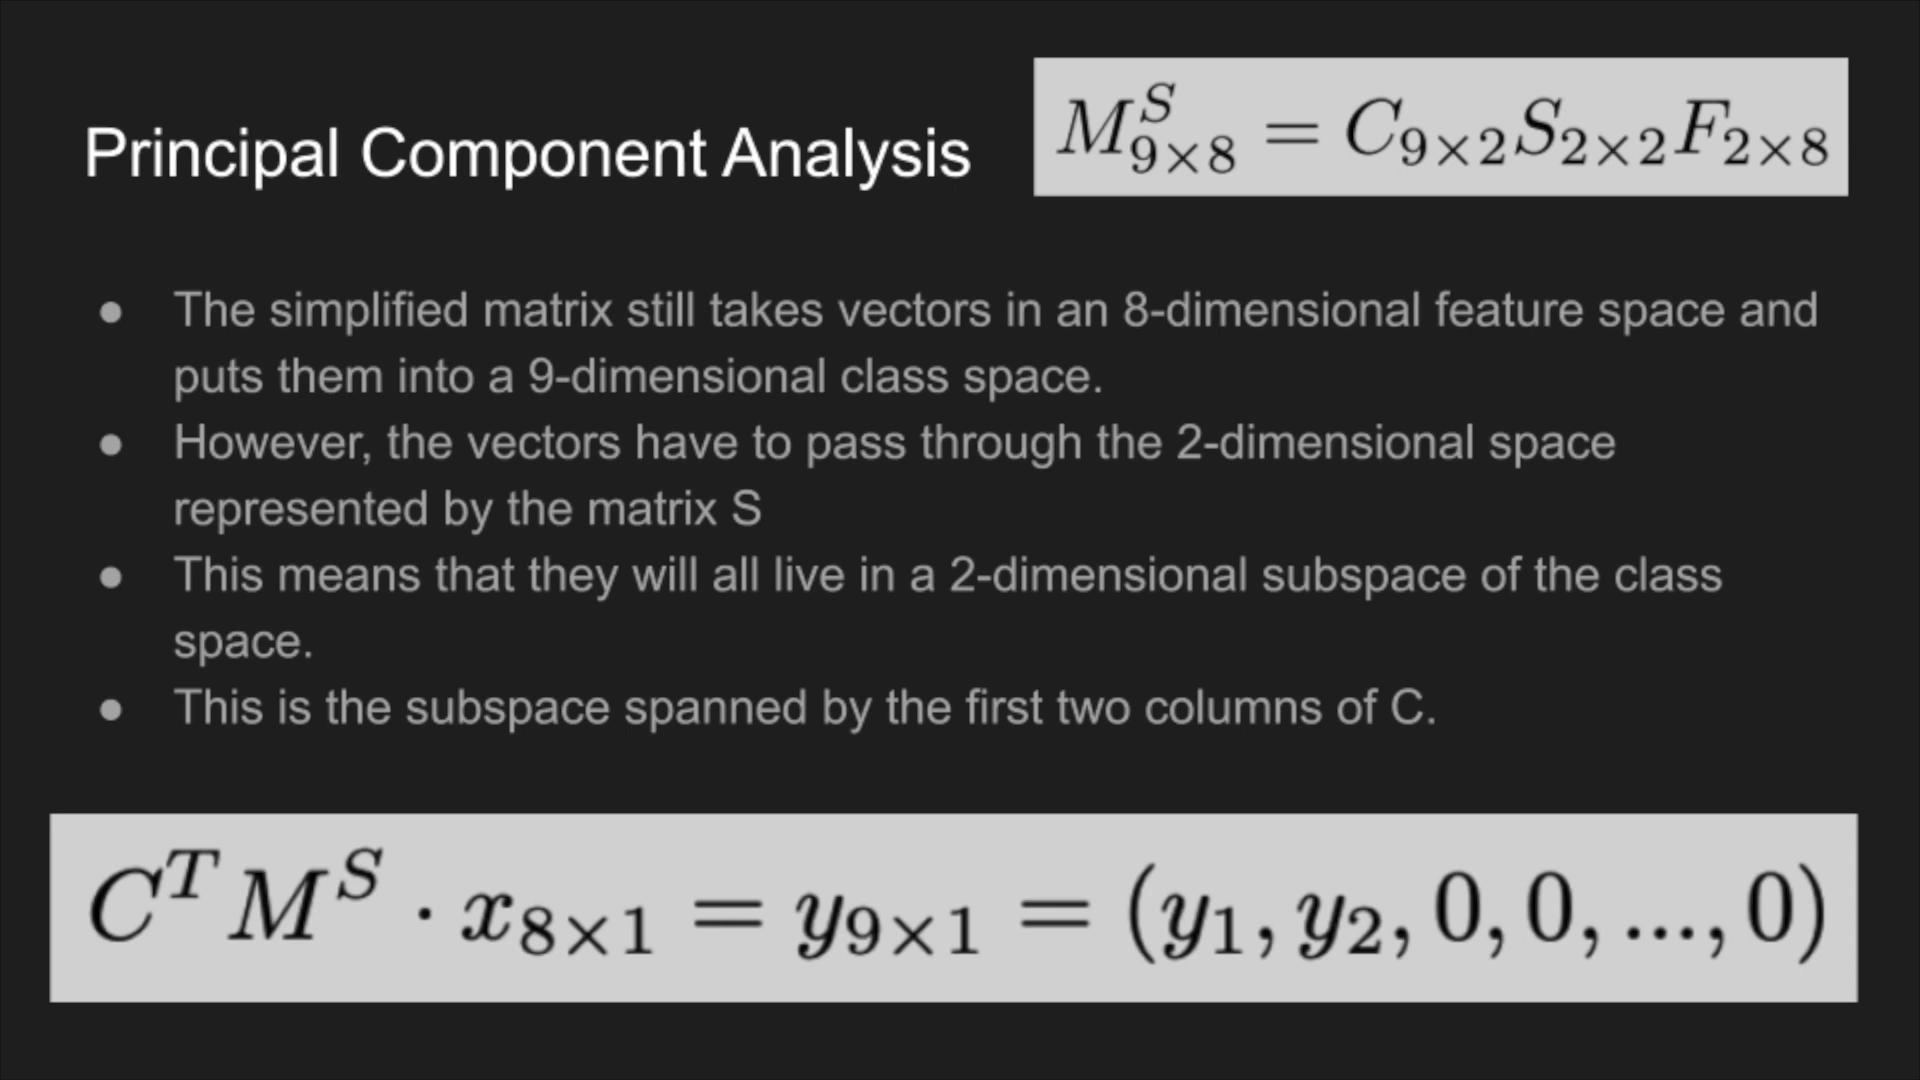 Principal Component Analysis
M^S_{9×8} = C_{9×2}S_{2×2}F_{2×8}
● The simplified matrix still takes vectors in an 8-dimensional feature space and
puts them into a 9-dimensional class space.
● However, the vectors have to pass through the 2-dimensional space
represented by the matrix S
● This means that they will all live in a 2-dimensional subspace of the class
space.
● This is the subspace spanned by the first two columns of C.
C^T M^S · x_{8×1} = y_{9×1} = (y_1, y_2, 0, 0, ..., 0)